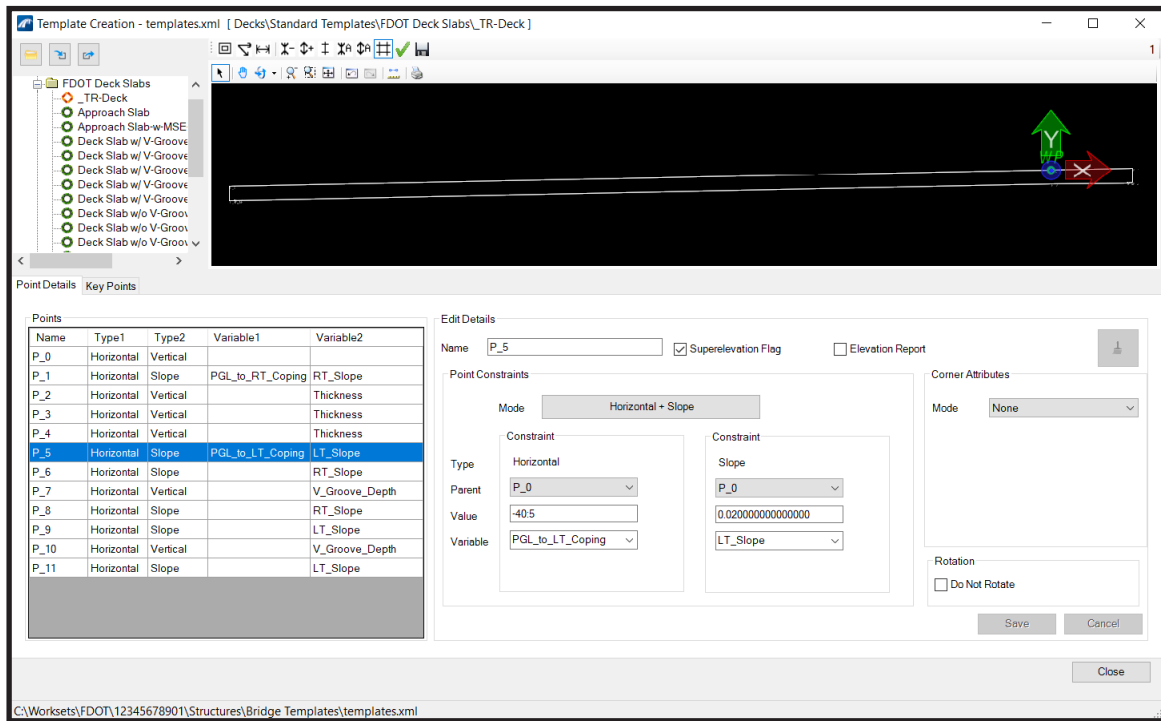 Template Creation - templates.xml [ Decks\Standard Templates\FDOT Deck Slabs\_TR-Deck ]
1
FDOT Deck Slabs
_TR-Deck
Approach Slab
Approach Slab-w-MSE
Deck Slab w/ V-Groove
Deck Slab w/ V-Groove
Deck Slab w/ V-Groove
Deck Slab w/ V-Groove
Deck Slab w/ V-Groove
Deck Slab w/o V-Groov
Deck Slab w/o V-Groov
Deck Slab w/o V-Groov
Y
WP
X
Point Details Key Points
Points
Name Type1 Type2 Variable1 Variable2
P_0 Horizontal Vertical
P_1 Horizontal Slope PGL_to_RT_Coping RT_Slope
P_2 Horizontal Vertical Thickness
P_3 Horizontal Vertical Thickness
P_4 Horizontal Vertical Thickness
P_5 Horizontal Slope PGL_to_LT_Coping LT_Slope
P_6 Horizontal Slope RT_Slope
P_7 Horizontal Vertical V_Groove_Depth
P_8 Horizontal Slope RT_Slope
P_9 Horizontal Slope LT_Slope
P_10 Horizontal Vertical V_Groove_Depth
P_11 Horizontal Slope LT_Slope
Edit Details
Name P_5 Superelevation Flag Elevation Report
Point Constraints
Mode Horizontal + Slope
Constraint Constraint
Type Horizontal Slope
Parent P_0 P_0
Value -40:5 0.020000000000000
Variable PGL_to_LT_Coping LT_Slope
Corner Attributes
Mode None
Rotation
Do Not Rotate
Save Cancel
Close
C:\Worksets\FDOT\12345678901\Structures\Bridge Templates\templates.xml